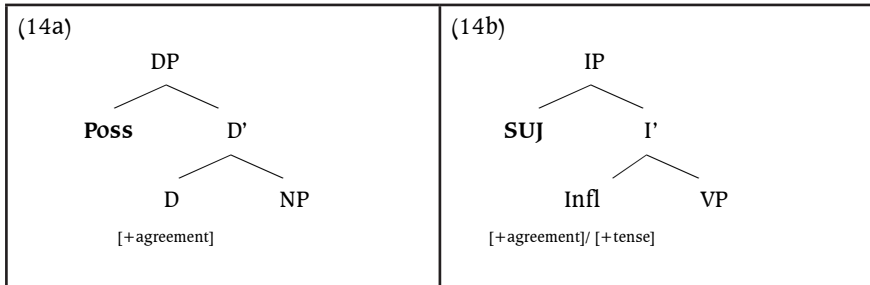 (14a)
DP
Poss D'
D NP
[+agreement]
(14b)
IP
SUJ I'
Infl VP
[+agreement]/ [+tense]